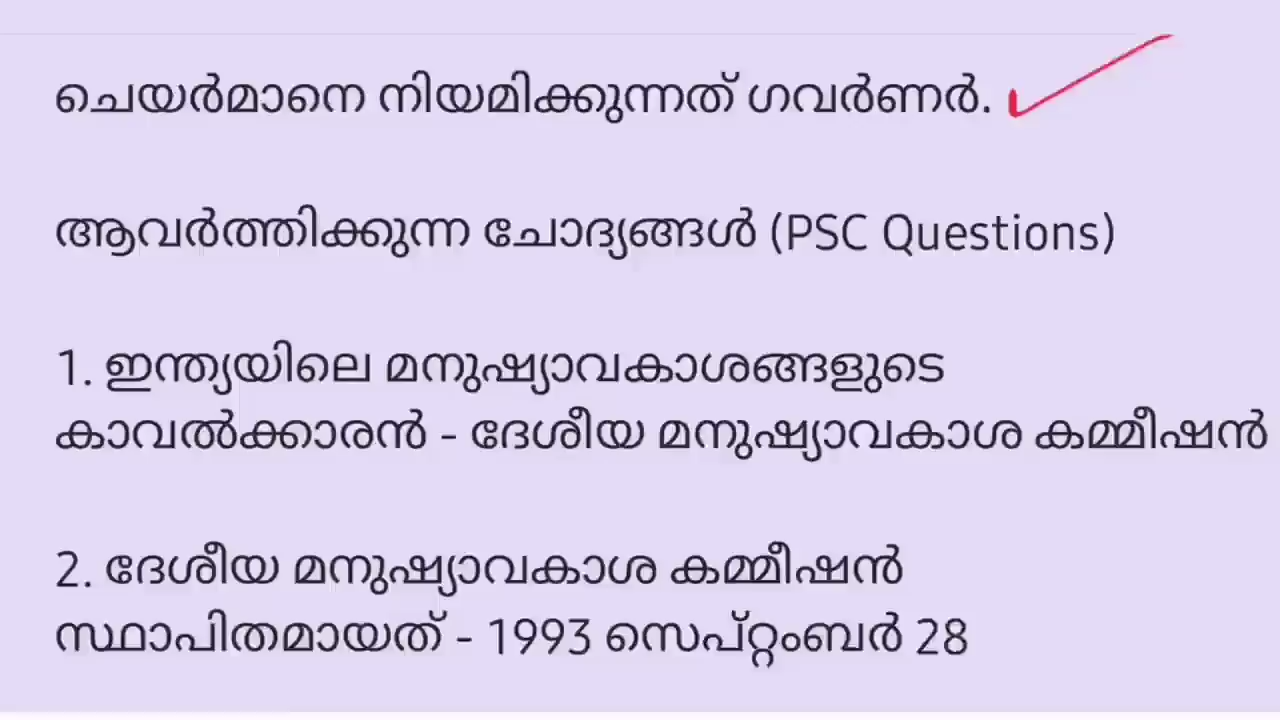 ചെയർമാനെ നിയമിക്കുന്നത് ഗവർണർ.
ആവർത്തിക്കുന്ന ചോദ്യങ്ങൾ (PSC Questions)
1. ഇന്ത്യയിലെ മനുഷ്യാവകാശങ്ങളുടെ
കാവൽക്കാരൻ - ദേശീയ മനുഷ്യാവകാശ കമ്മീഷൻ
2. ദേശീയ മനുഷ്യാവകാശ കമ്മീഷൻ
സ്ഥാപിതമായത് - 1993 സെപ്റ്റംബർ 28